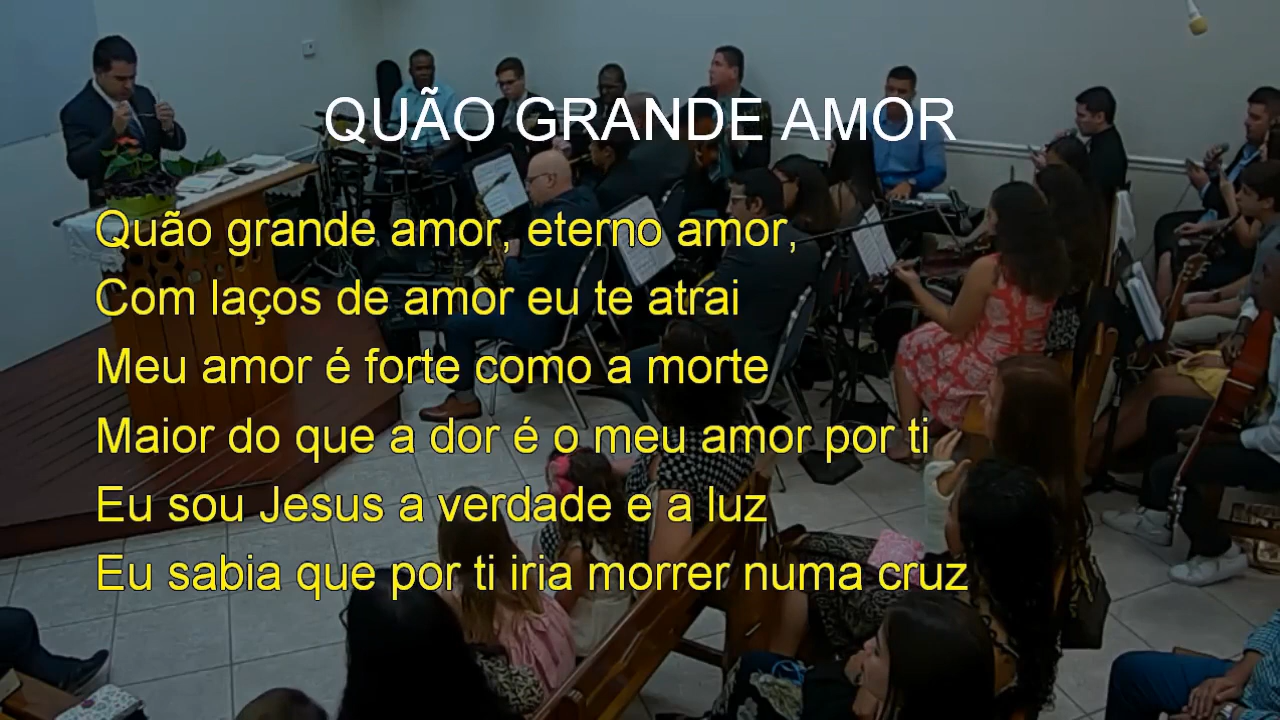 QUÃO GRANDE AMOR
Quão grande amor, eterno amor,
Com laços de amor eu te atrai
Meu amor é forte como a morte
Maior do que a dor é o meu amor por ti
Eu sou Jesus a verdade e a luz
Eu sabia que por ti iria morrer numa cruz